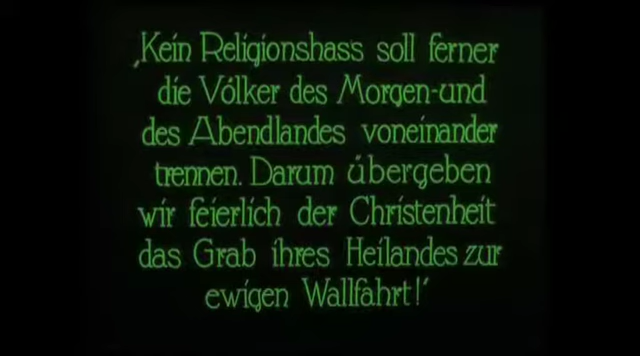 ‚Kein Religionshass soll ferner
die Völker des Morgen-und
des Abendlandes voneinander
trennen. Darum übergeben
wir feierlich der Christenheit
das Grab ihres Heilandes zur
ewigen Wallfahrt!‘